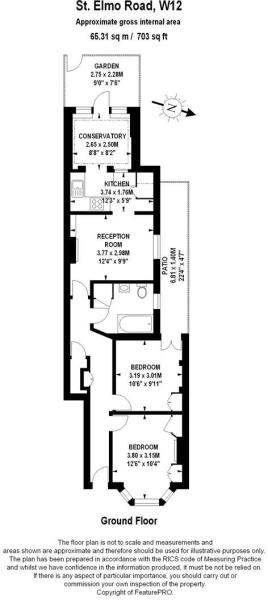 St. Elmo Road, W12
Approximate gross internal area
65.31 sq m / 703 sq ft
GARDEN
2.75 x 2.28M
9'0" x 7'6"
N
CONSERVATORY
2.65 x 2.50M
8'8" x 8'2"
KITCHEN
3.74 x 1.76M
12'3" x 5'9"
RECEPTION
ROOM
3.77 x 2.98M
12'4" x 9'9"
PATIO
6.81 x 1.40M
22'4" x 4'7"
BEDROOM
3.19 x 3.01M
10'6" x 9'11"
BEDROOM
3.80 x 3.15M
12'6" x 10'4"
Ground Floor
The floor plan is not to scale and measurements and
areas shown are approximate and therefore should be used for illustrative purposes only.
The plan has been prepared in accordance with the RICS code of Measuring Practice
and whilst we have confidence in the information produced, it must not be relied on.
If there is any aspect of particular importance, you should carry out or
commission your own inspection of the property.
Copyright of FeaturePRO.